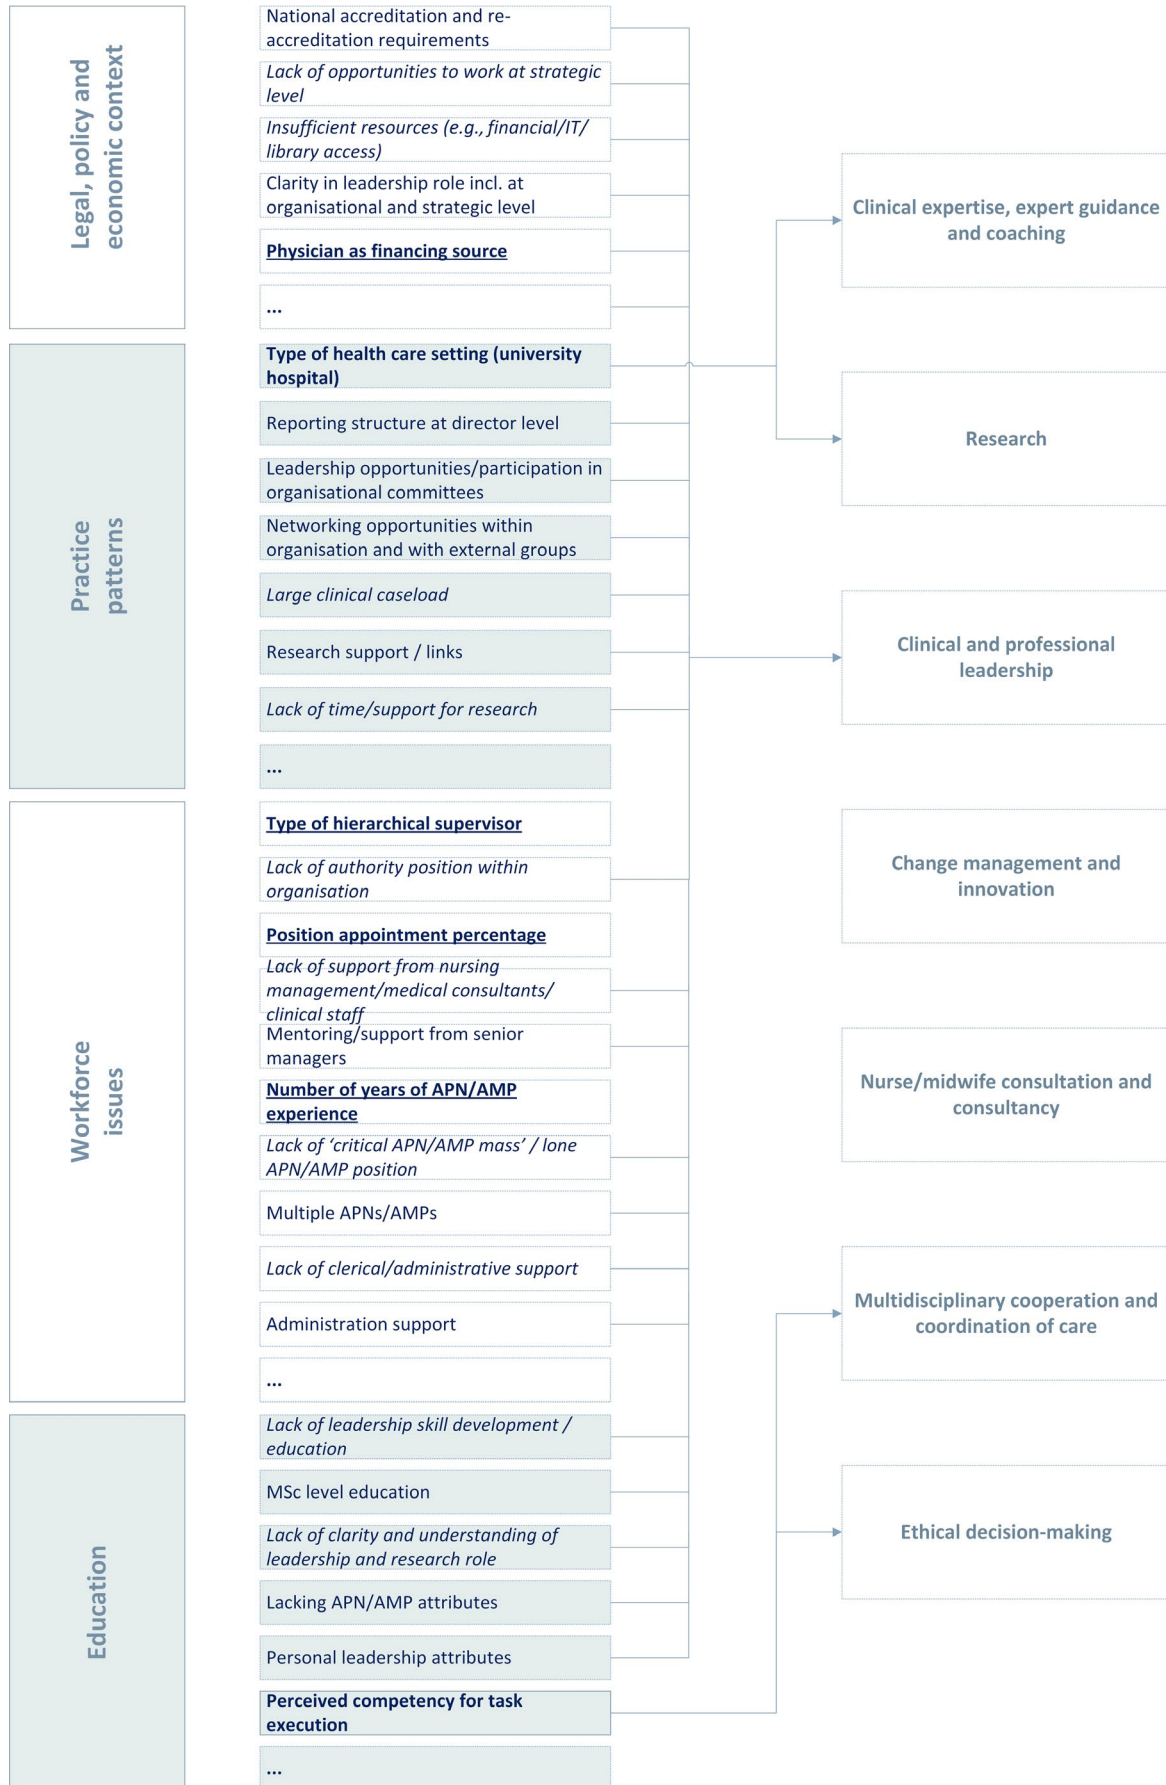 Legal, policy and
economic context
National accreditation and re-
accreditation requirements
Lack of opportunities to work at strategic
level
Insufficient resources (e.g., financial/IT/
library access)
Clarity in leadership role incl. at
organisational and strategic level
Physician as financing source
...
Practice
patterns
Type of health care setting (university
hospital)
Reporting structure at director level
Leadership opportunities/participation in
organisational committees
Networking opportunities within
organisation and with external groups
Large clinical caseload
Research support / links
Lack of time/support for research
...
Workforce
issues
Type of hierarchical supervisor
Lack of authority position within
organisation
Position appointment percentage
Lack of support from nursing
management/medical consultants/
clinical staff
Mentoring/support from senior
managers
Number of years of APN/AMP
experience
Lack of ‘critical APN/AMP mass’ / lone
APN/AMP position
Multiple APNs/AMPs
Lack of clerical/administrative support
Administration support
...
Education
Lack of leadership skill development /
education
MSc level education
Lack of clarity and understanding of
leadership and research role
Lacking APN/AMP attributes
Personal leadership attributes
Perceived competency for task
execution
...
Clinical expertise, expert guidance
and coaching
Research
Clinical and professional
leadership
Change management and
innovation
Nurse/midwife consultation and
consultancy
Multidisciplinary cooperation and
coordination of care
Ethical decision-making